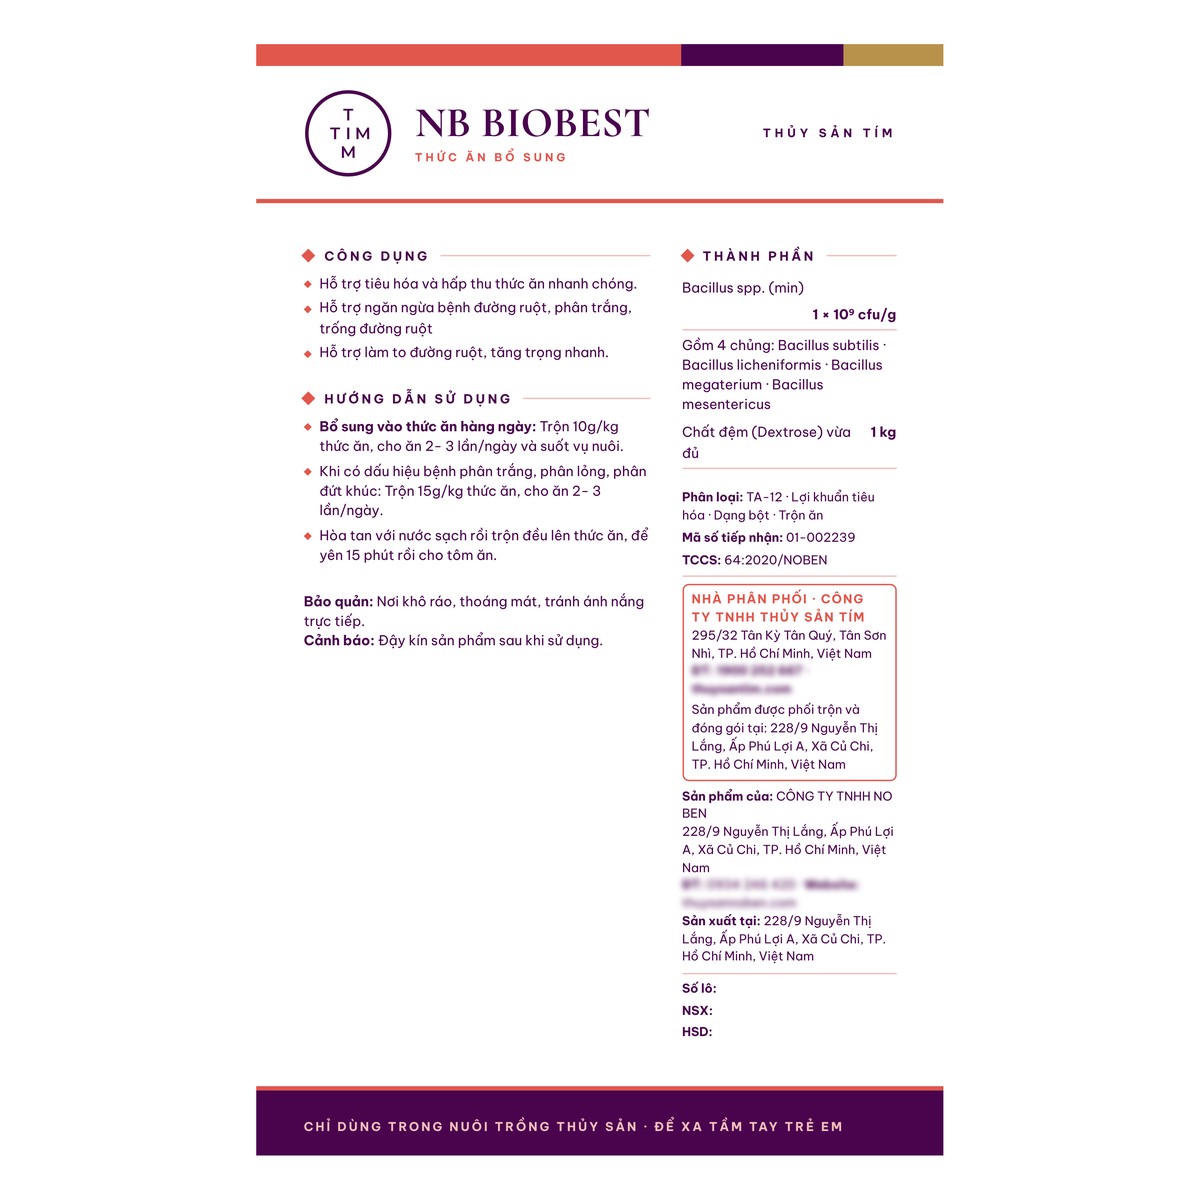 T
TIM
M
NB BIOBEST
THỨC ĂN BỔ SUNG
THỦY SẢN TÍM
CÔNG DỤNG
Hỗ trợ tiêu hóa và hấp thu thức ăn nhanh chóng.
Hỗ trợ ngăn ngừa bệnh đường ruột, phân trắng,
trống đường ruột
Hỗ trợ làm to đường ruột, tăng trọng nhanh.
HƯỚNG DẪN SỬ DỤNG
Bổ sung vào thức ăn hàng ngày: Trộn 10g/kg
thức ăn, cho ăn 2- 3 lần/ngày và suốt vụ nuôi.
Khi có dấu hiệu bệnh phân trắng, phân lỏng, phân
đứt khúc: Trộn 15g/kg thức ăn, cho ăn 2- 3
lần/ngày.
Hòa tan với nước sạch rồi trộn đều lên thức ăn, để
yên 15 phút rồi cho tôm ăn.
Bảo quản: Nơi khô ráo, thoáng mát, tránh ánh nắng
trực tiếp.
Cảnh báo: Đậy kín sản phẩm sau khi sử dụng.
THÀNH PHẦN
Bacillus spp. (min)
1 × 10⁹ cfu/g
Gồm 4 chủng: Bacillus subtilis ·
Bacillus licheniformis · Bacillus
megaterium · Bacillus
mesentericus
Chất đệm (Dextrose) vừa 1 kg
đủ
Phân loại: TA-12 · Lợi khuẩn tiêu
hóa · Dạng bột · Trộn ăn
Mã số tiếp nhận: 01-002239
TCCS: 64:2020/NOBEN
NHÀ PHÂN PHỐI · CÔNG
TY TNHH THỦY SẢN TÍM
295/32 Tân Kỳ Tân Quý, Tân Sơn
Nhì, TP. Hồ Chí Minh, Việt Nam
Sản phẩm được phối trộn và
đóng gói tại: 228/9 Nguyễn Thị
Lắng, Ấp Phú Lợi A, Xã Củ Chi,
TP. Hồ Chí Minh, Việt Nam
Sản phẩm của: CÔNG TY TNHH NO
BEN
228/9 Nguyễn Thị Lắng, Ấp Phú Lợi
A, Xã Củ Chi, TP. Hồ Chí Minh, Việt
Nam
Sản xuất tại: 228/9 Nguyễn Thị
Lắng, Ấp Phú Lợi A, Xã Củ Chi, TP.
Hồ Chí Minh, Việt Nam
Số lô:
NSX:
HSD:
CHỈ DÙNG TRONG NUÔI TRỒNG THỦY SẢN · ĐỂ XA TẦM TAY TRẺ EM